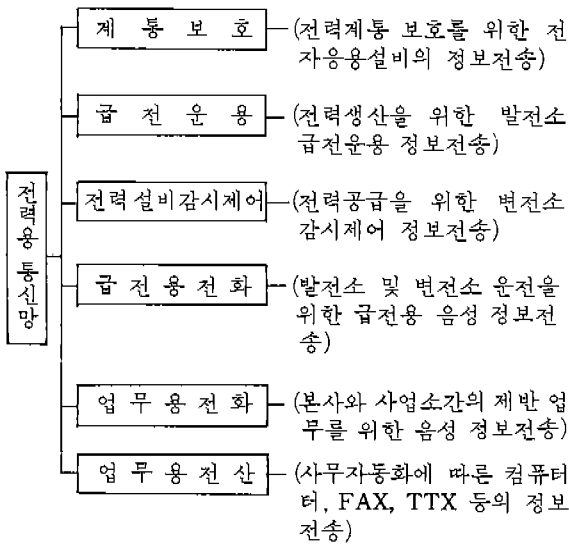 계 통 보 호
(전력계통 보호를 위한 전
자응용설비의 정보전송)
급 전 운 용
(전력생산을 위한 발전소
급전운용 정보전송)
전력용 통신망
전력설비감시제어
(전력공급을 위한 변전소
감시제어 정보전송)
급 전 용 전 화
(발전소 및 변전소 운전을
위한 급전용 음성 정보전
송)
업 무 용 전 화
(본사와 사업소간의 제반 업
무를 위한 음성 정보전송)
업 무 용 전 산
(사무자동화에 따른 컴퓨터
터, FAX, TTX 등의 정보
전송)